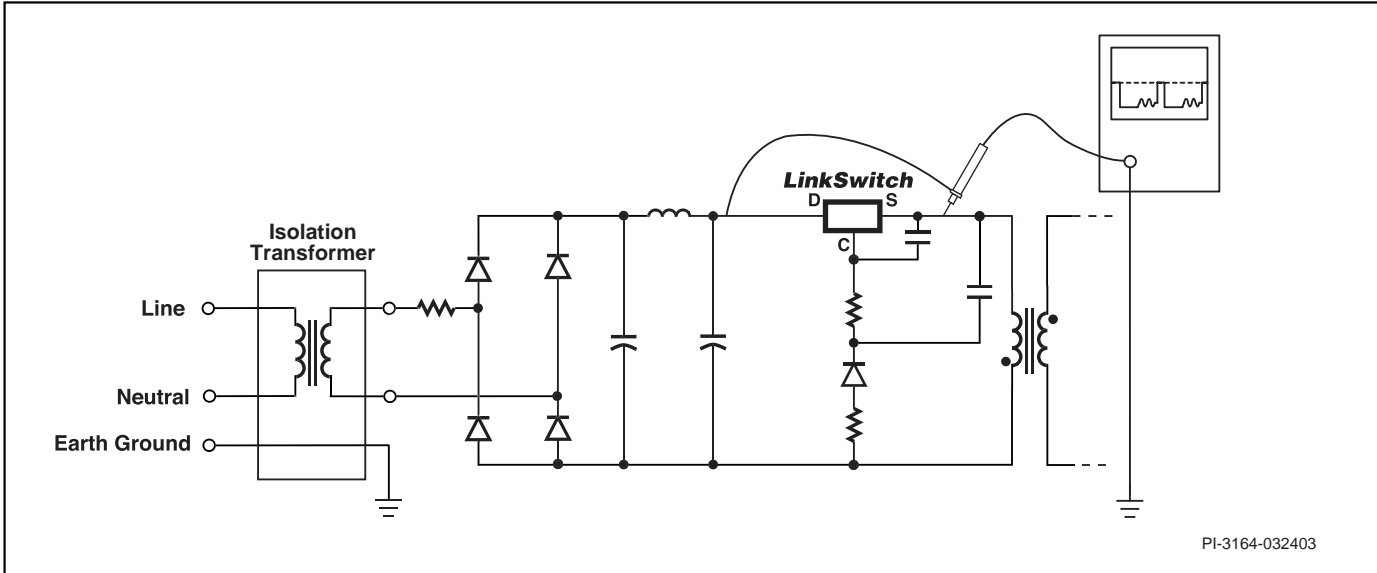 LinkSwitch
D S
C
Isolation
Transformer
Line
Neutral
Earth Ground
PI-3164-032403